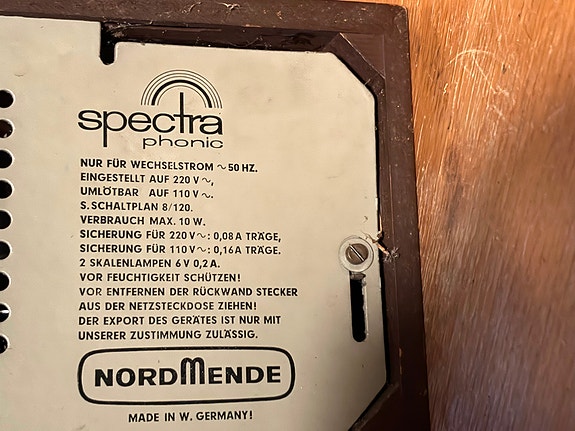 spectra
phonic
NUR FÜR WECHSELSTROM ~ 50 HZ.
EINGESTELLT AUF 220 V ~,
UMLÖTBAR AUF 110 V ~.
S. SCHALTPLAN 8/120.
VERBRAUCH MAX. 10 W.
SICHERUNG FÜR 220 V ~: 0,08 A TRÄGE,
SICHERUNG FÜR 110 V ~: 0,16 A TRÄGE.
2 SKALENLAMPEN 6 V 0,2 A.
VOR FEUCHTIGKEIT SCHÜTZEN!
VOR ENTFERNEN DER RÜCKWAND STECKER
AUS DER NETZSTECKDOSE ZIEHEN!
DER EXPORT DES GERÄTES IST NUR MIT
UNSERER ZUSTIMMUNG ZULÄSSIG.
NORDMENDE
MADE IN W. GERMANY!